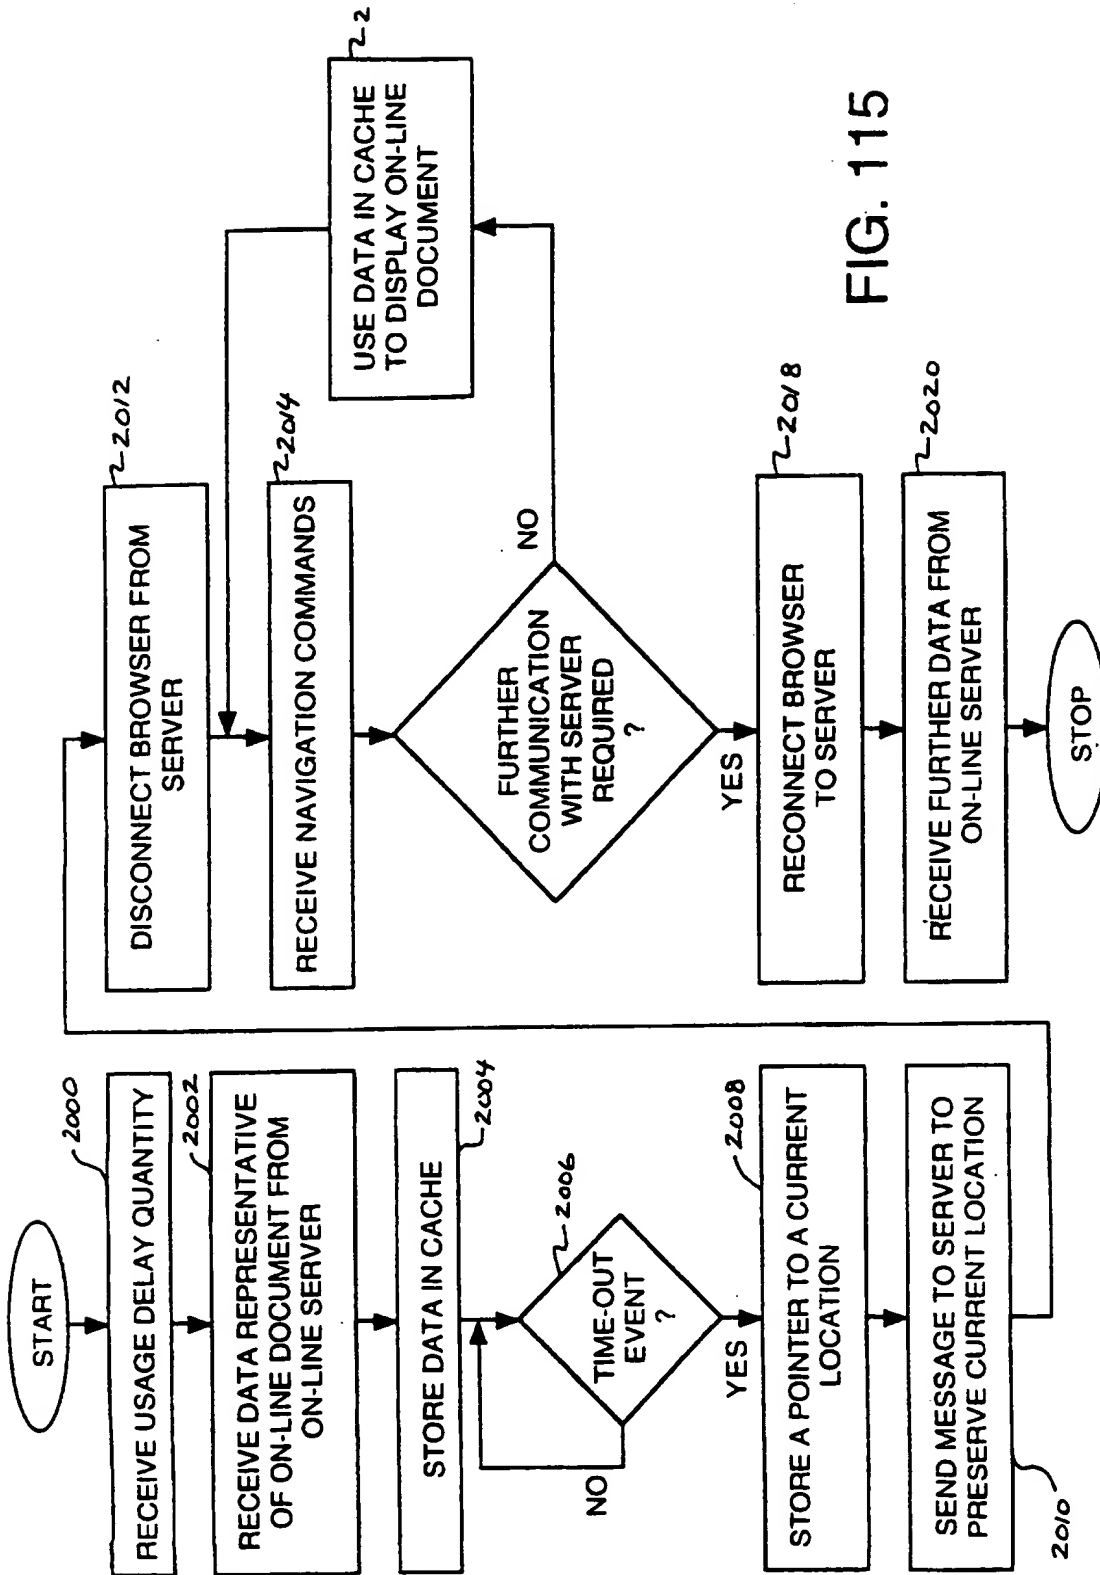 START
2000
RECEIVE USAGE DELAY QUANTITY
2002
RECEIVE DATA REPRESENTATIVE
OF ON-LINE DOCUMENT FROM
ON-LINE SERVER
2004
STORE DATA IN CACHE
2006
TIME-OUT
EVENT
?
NO
YES
2008
STORE A POINTER TO A CURRENT
LOCATION
SEND MESSAGE TO SERVER TO
PRESERVE CURRENT LOCATION
2010
2012
DISCONNECT BROWSER FROM
SERVER
2014
RECEIVE NAVIGATION COMMANDS
FURTHER
COMMUNICATION
WITH SERVER
REQUIRED
?
NO
YES
2-2
USE DATA IN CACHE
TO DISPLAY ON-LINE
DOCUMENT
2018
RECONNECT BROWSER
TO SERVER
2020
RECEIVE FURTHER DATA FROM
ON-LINE SERVER
STOP
FIG. 115